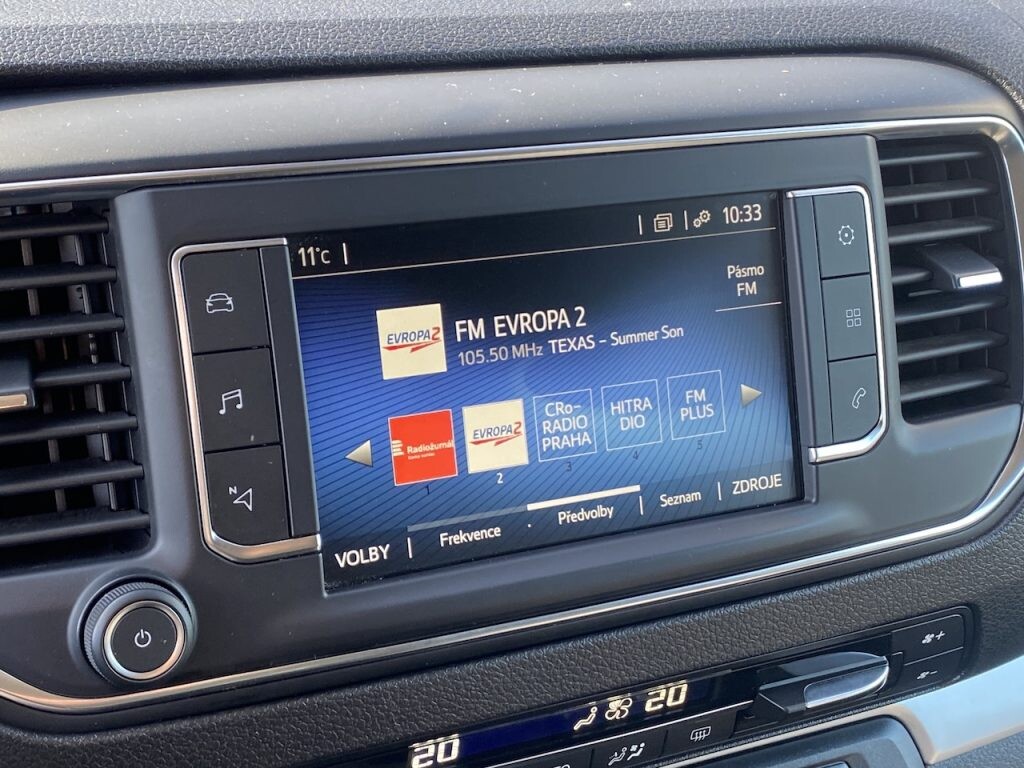 11°C
10:33
Pásmo
FM
EVROPA 2
FM EVROPA 2
105.50 MHz TEXAS - Summer Son
Radiožurnál
EVROPA 2
CRo-
RADIO
PRAHA
HITRA
DIO
FM
PLUS
1
2
3
4
5
VOLBY
Frekvence
Předvolby
Seznam
ZDROJE
N
20
20